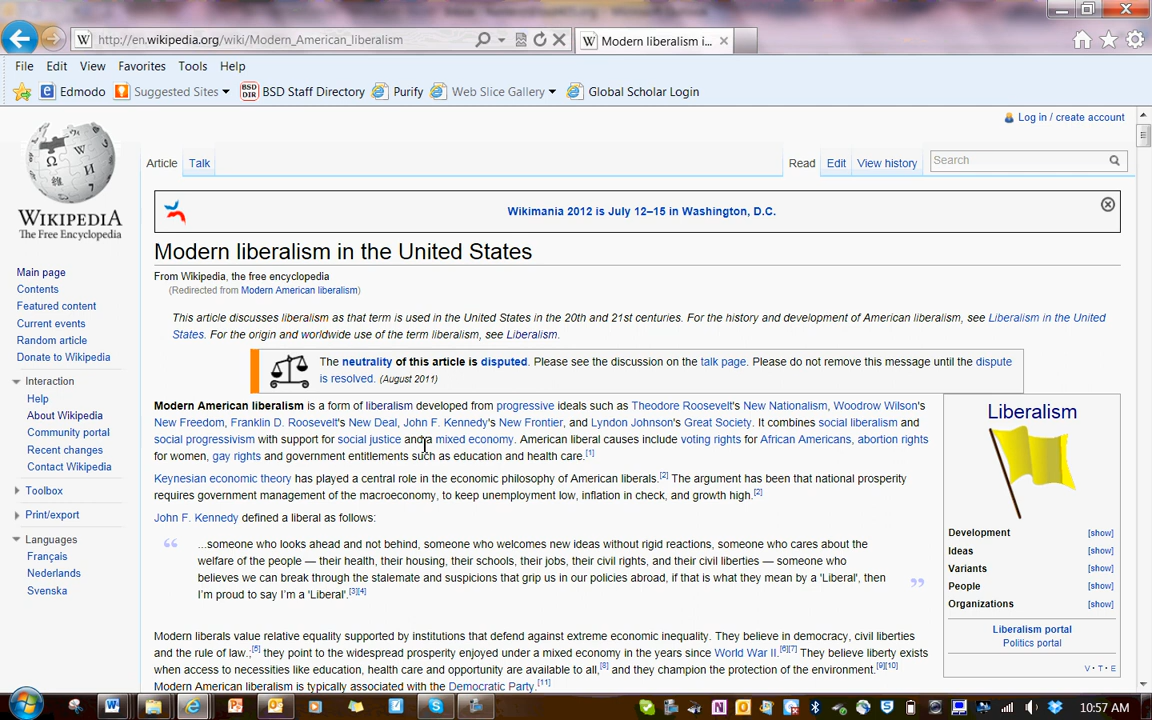 http://en.wikipedia.org/wiki/Modern_American_liberalism
W Modern liberalism i...
File Edit View Favorites Tools Help
Edmodo Suggested Sites BSD DIR BSD Staff Directory Purify Web Slice Gallery Global Scholar Login
Log in / create account
Article Talk Read Edit View history Search
WIKIPEDIA
The Free Encyclopedia
Main page
Contents
Featured content
Current events
Random article
Donate to Wikipedia
Interaction
Help
About Wikipedia
Community portal
Recent changes
Contact Wikipedia
Toolbox
Print/export
Languages
Français
Nederlands
Svenska
Wikimania 2012 is July 12–15 in Washington, D.C.
Modern liberalism in the United States
From Wikipedia, the free encyclopedia
(Redirected from Modern American liberalism)
This article discusses liberalism as that term is used in the United States in the 20th and 21st centuries. For the history and development of American liberalism, see Liberalism in the United
States. For the origin and worldwide use of the term liberalism, see Liberalism.
The neutrality of this article is disputed. Please see the discussion on the talk page. Please do not remove this message until the dispute
is resolved. (August 2011)
Modern American liberalism is a form of liberalism developed from progressive ideals such as Theodore Roosevelt's New Nationalism, Woodrow Wilson's
New Freedom, Franklin D. Roosevelt's New Deal, John F. Kennedy's New Frontier, and Lyndon Johnson's Great Society. It combines social liberalism and
social progressivism with support for social justice and a mixed economy. American liberal causes include voting rights for African Americans, abortion rights
for women, gay rights and government entitlements such as education and health care.[1]
Keynesian economic theory has played a central role in the economic philosophy of American liberals.[2] The argument has been that national prosperity
requires government management of the macroeconomy, to keep unemployment low, inflation in check, and growth high.[2]
John F. Kennedy defined a liberal as follows:
“ ...someone who looks ahead and not behind, someone who welcomes new ideas without rigid reactions, someone who cares about the
welfare of the people — their health, their housing, their schools, their jobs, their civil rights, and their civil liberties — someone who
believes we can break through the stalemate and suspicions that grip us in our policies abroad, if that is what they mean by a 'Liberal', then
I'm proud to say I'm a 'Liberal'.[3][4] ”
Modern liberals value relative equality supported by institutions that defend against extreme economic inequality. They believe in democracy, civil liberties
and the rule of law.;[5] they point to the widespread prosperity enjoyed under a mixed economy in the years since World War II.[6][7] They believe liberty exists
when access to necessities like education, health care and opportunity are available to all,[8] and they champion the protection of the environment.[9][10]
Modern American liberalism is typically associated with the Democratic Party.[11]
Liberalism
Development [show]
Ideas [show]
Variants [show]
People [show]
Organizations [show]
Liberalism portal
Politics portal
V · T · E
10:57 AM